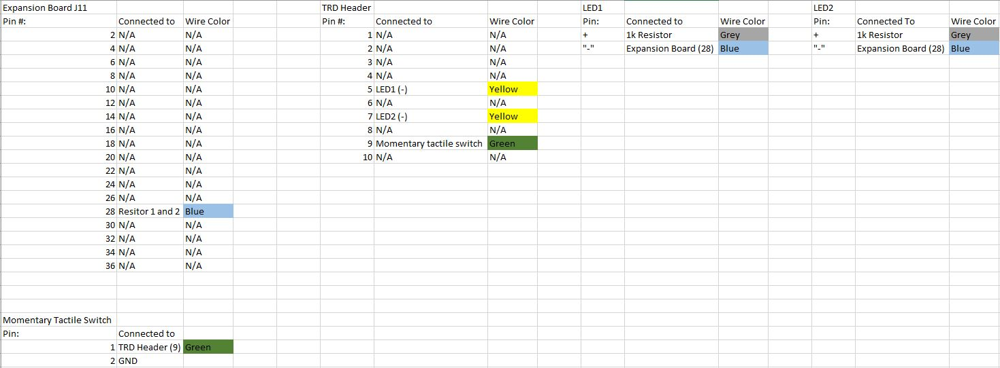 Expansion Board J11 TRD Header LED1 LED2
Pin #: Connected to Wire Color Pin #: Connected to Wire Color Pin: Connected to Wire Color Pin: Connected To Wire Color
2 N/A N/A 1 N/A N/A + 1k Resistor Grey + 1k Resistor Grey
4 N/A N/A 2 N/A N/A "-" Expansion Board (28) Blue "-" Expansion Board (28) Blue
6 N/A N/A 3 N/A N/A
8 N/A N/A 4 N/A N/A
10 N/A N/A 5 LED1 (-) Yellow
12 N/A N/A 6 N/A N/A
14 N/A N/A 7 LED2 (-) Yellow
16 N/A N/A 8 N/A N/A
18 N/A N/A 9 Momentary tactile switch Green
20 N/A N/A 10 N/A N/A
22 N/A N/A
24 N/A N/A
26 N/A N/A
28 Resitor 1 and 2 Blue
30 N/A N/A
32 N/A N/A
34 N/A N/A
36 N/A N/A
Momentary Tactile Switch
Pin: Connected to
1 TRD Header (9) Green
2 GND